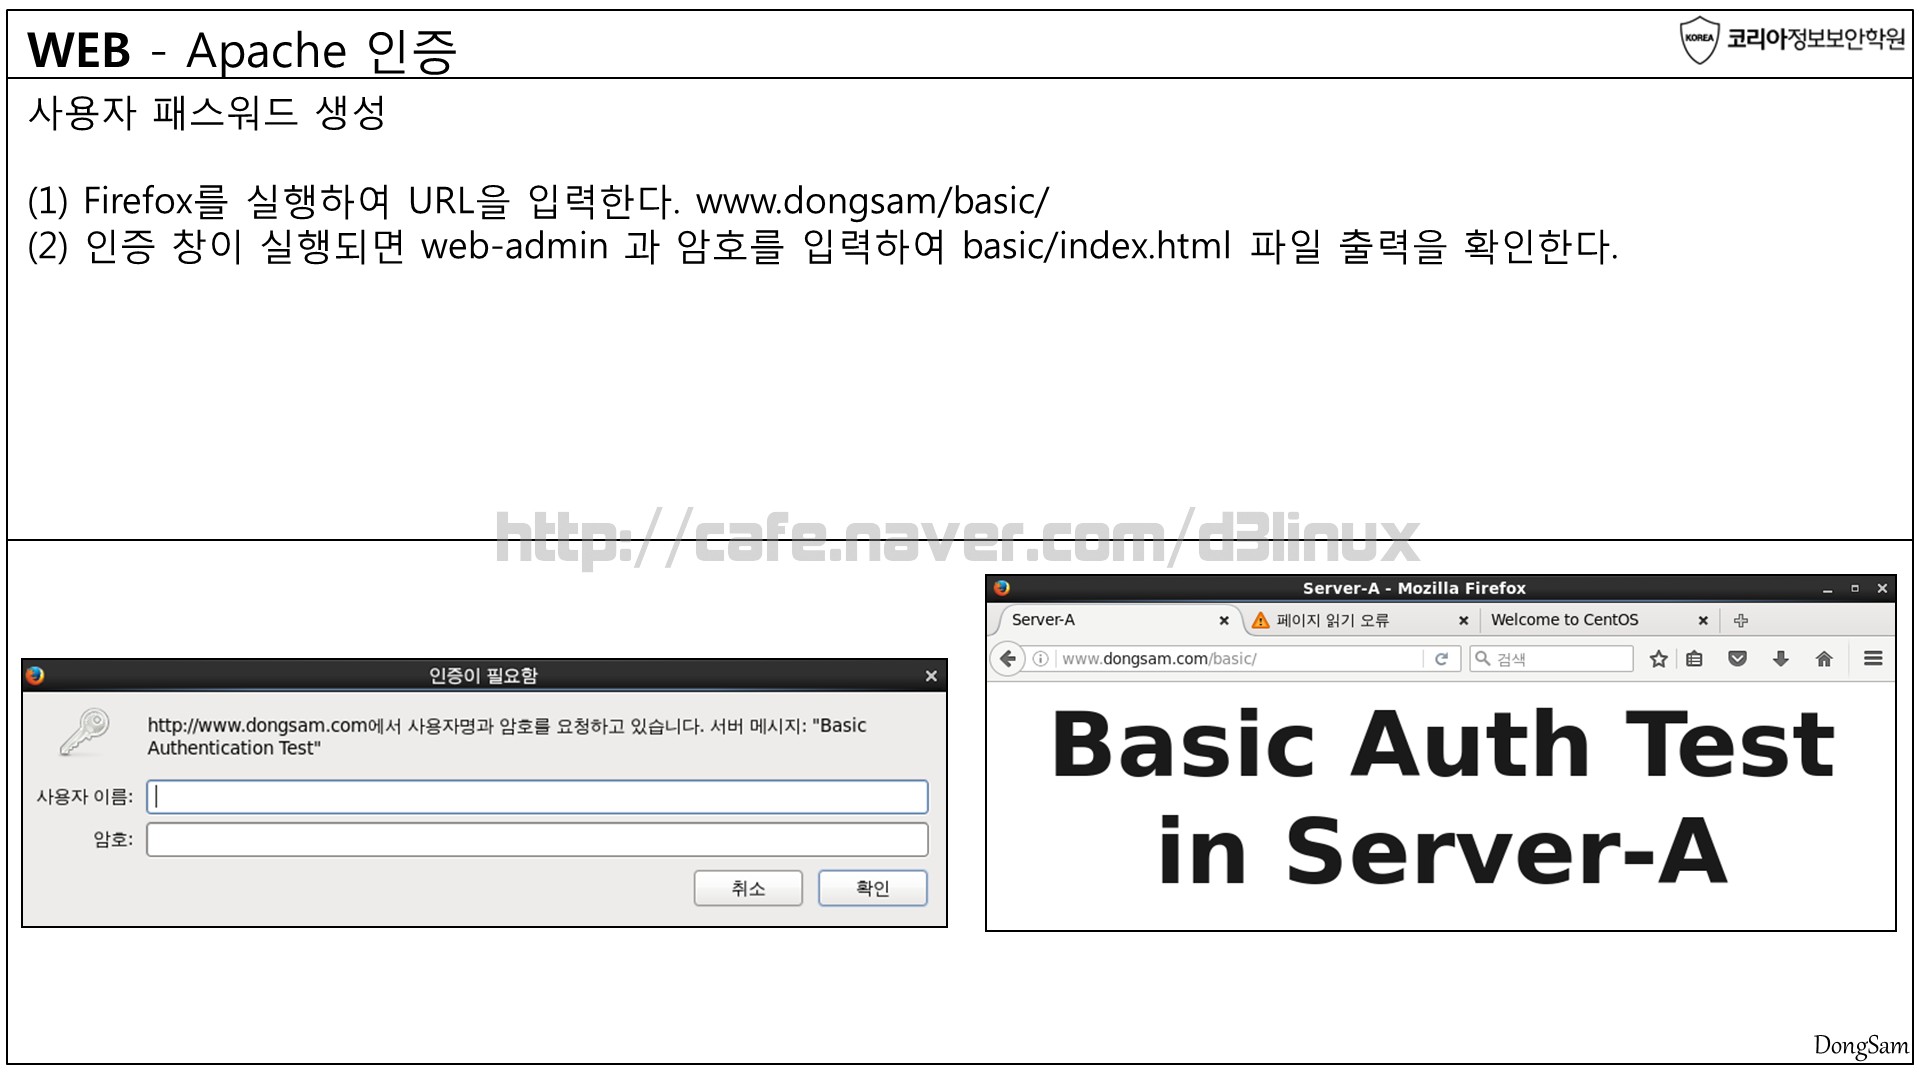 WEB - Apache 인증
KOREA 코리아정보보안학원
사용자 패스워드 생성
(1) Firefox를 실행하여 URL을 입력한다. www.dongsam/basic/
(2) 인증 창이 실행되면 web-admin 과 암호를 입력하여 basic/index.html 파일 출력을 확인한다.
http://cafe.naver.com/d3linux
인증이 필요함
http://www.dongsam.com에서 사용자명과 암호를 요청하고 있습니다. 서버 메시지: "Basic
Authentication Test"
사용자 이름:
암호:
취소 확인
Server-A - Mozilla Firefox
Server-A 페이지 읽기 오류 Welcome to CentOS
www.dongsam.com/basic/ 검색
Basic Auth Test
in Server-A
DongSam